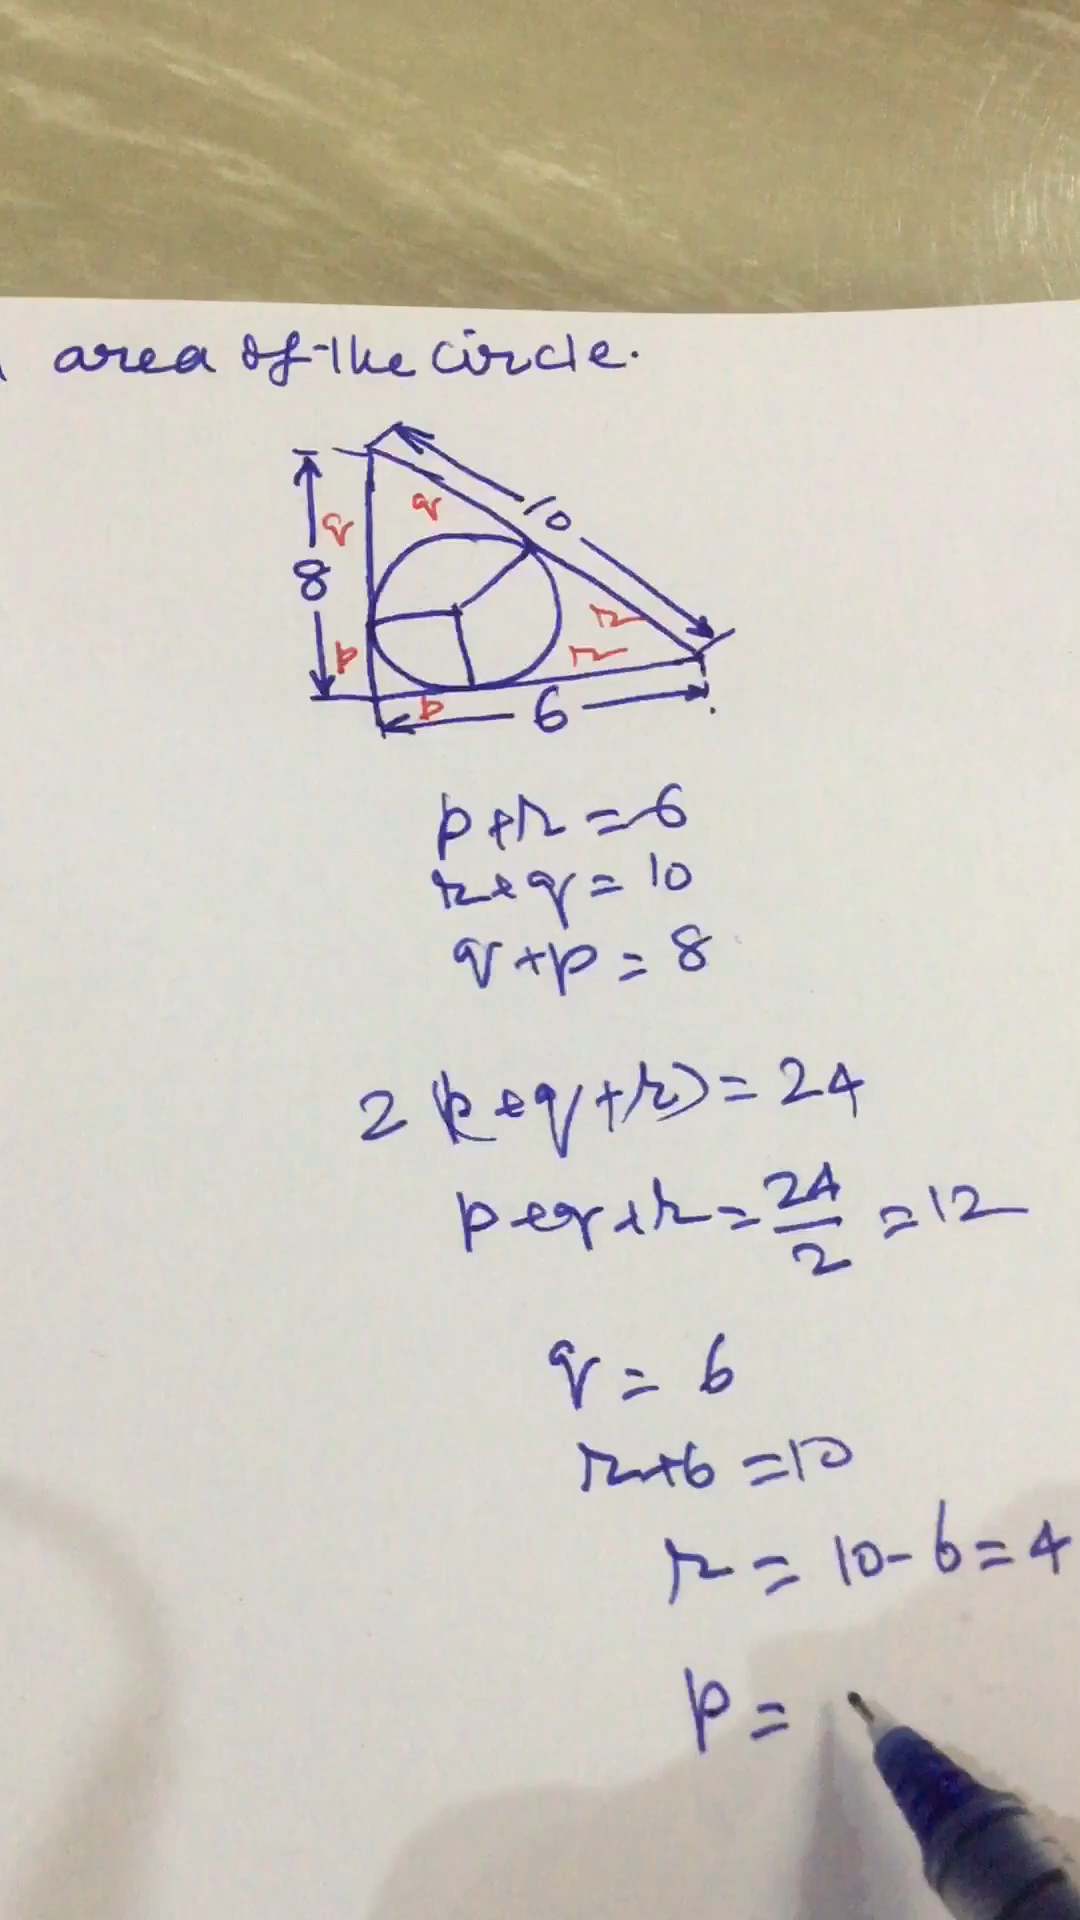 area of the circle.
10
q
q
8
r
r
p
p
6
p+r=6
r+q=10
q+p=8
2(p+q+r)=24
p+q+r=24/2=12
q=6
r+6=10
r=10-6=4
p=